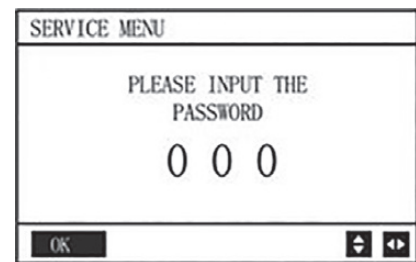 SERVICE MENU
PLEASE INPUT THE
PASSWORD
0 0 0
OK